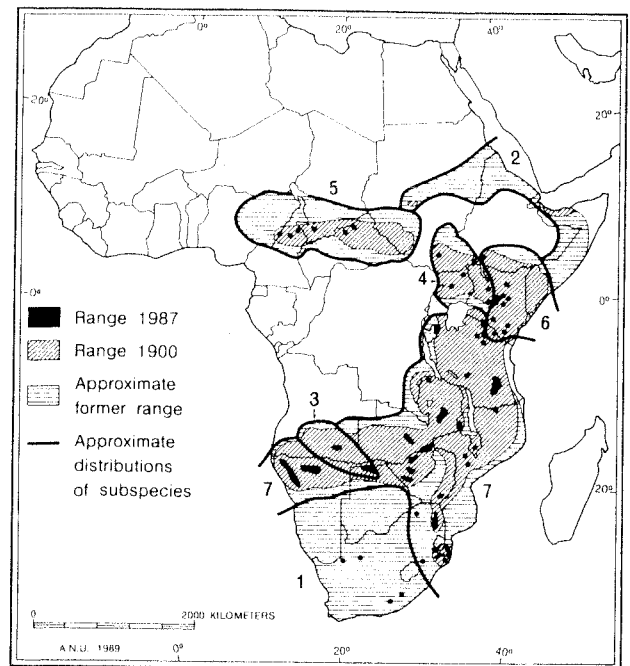 0° 20° 40°
20° 20°
2
5
4
0° 0°
6
Range 1987
Range 1900
Approximate
former range
Approximate
distributions
of subspecies
3
7
7
20°
1
0 2000 KILOMETERS
A.N.U. 1989
0° 20° 40°